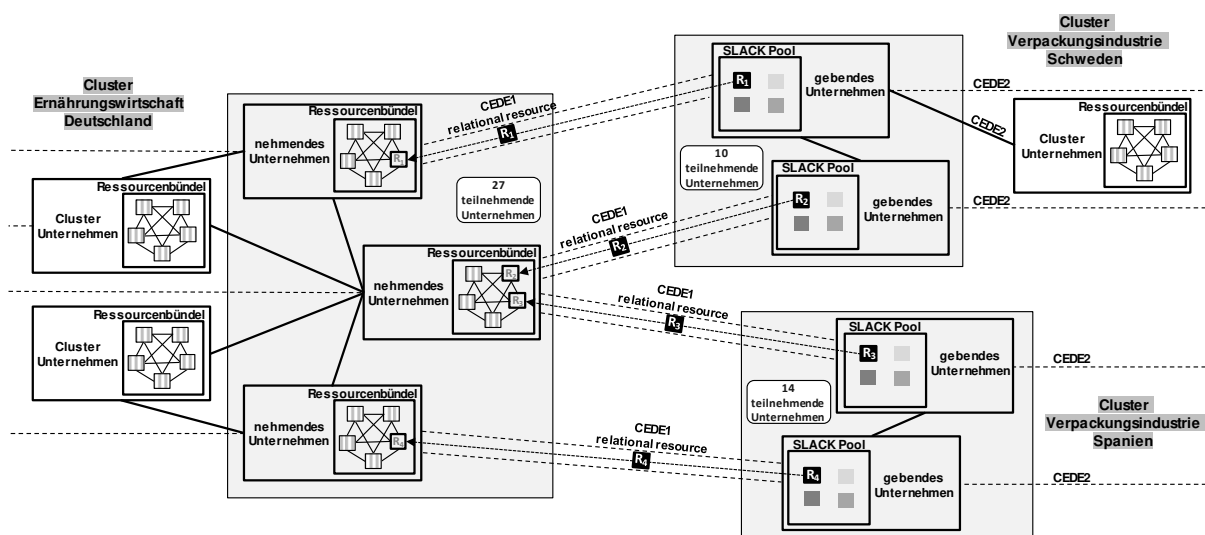 Cluster
Ernährungswirtschaft
Deutschland
Ressourcenbündel
Cluster
Unternehmen
Ressourcenbündel
Cluster
Unternehmen
Ressourcenbündel
nehmendes
Unternehmen
R1
27
teilnehmende
Unternehmen
Ressourcenbündel
nehmendes
Unternehmen
R2
R3
Ressourcenbündel
nehmendes
Unternehmen
R4
CEDE1
relational resource
R1
CEDE1
relational resource
R2
CEDE1
relational resource
R3
CEDE1
relational resource
R4
SLACK Pool
R1
gebendes
Unternehmen
10
teilnehmende
Unternehmen
SLACK Pool
R2
gebendes
Unternehmen
Cluster
Verpackungsindustrie
Schweden
CEDE2
CEDE2
Ressourcenbündel
Cluster
Unternehmen
CEDE2
SLACK Pool
R3
gebendes
Unternehmen
14
teilnehmende
Unternehmen
SLACK Pool
R4
gebendes
Unternehmen
CEDE2
Cluster
Verpackungsindustrie
Spanien
CEDE2